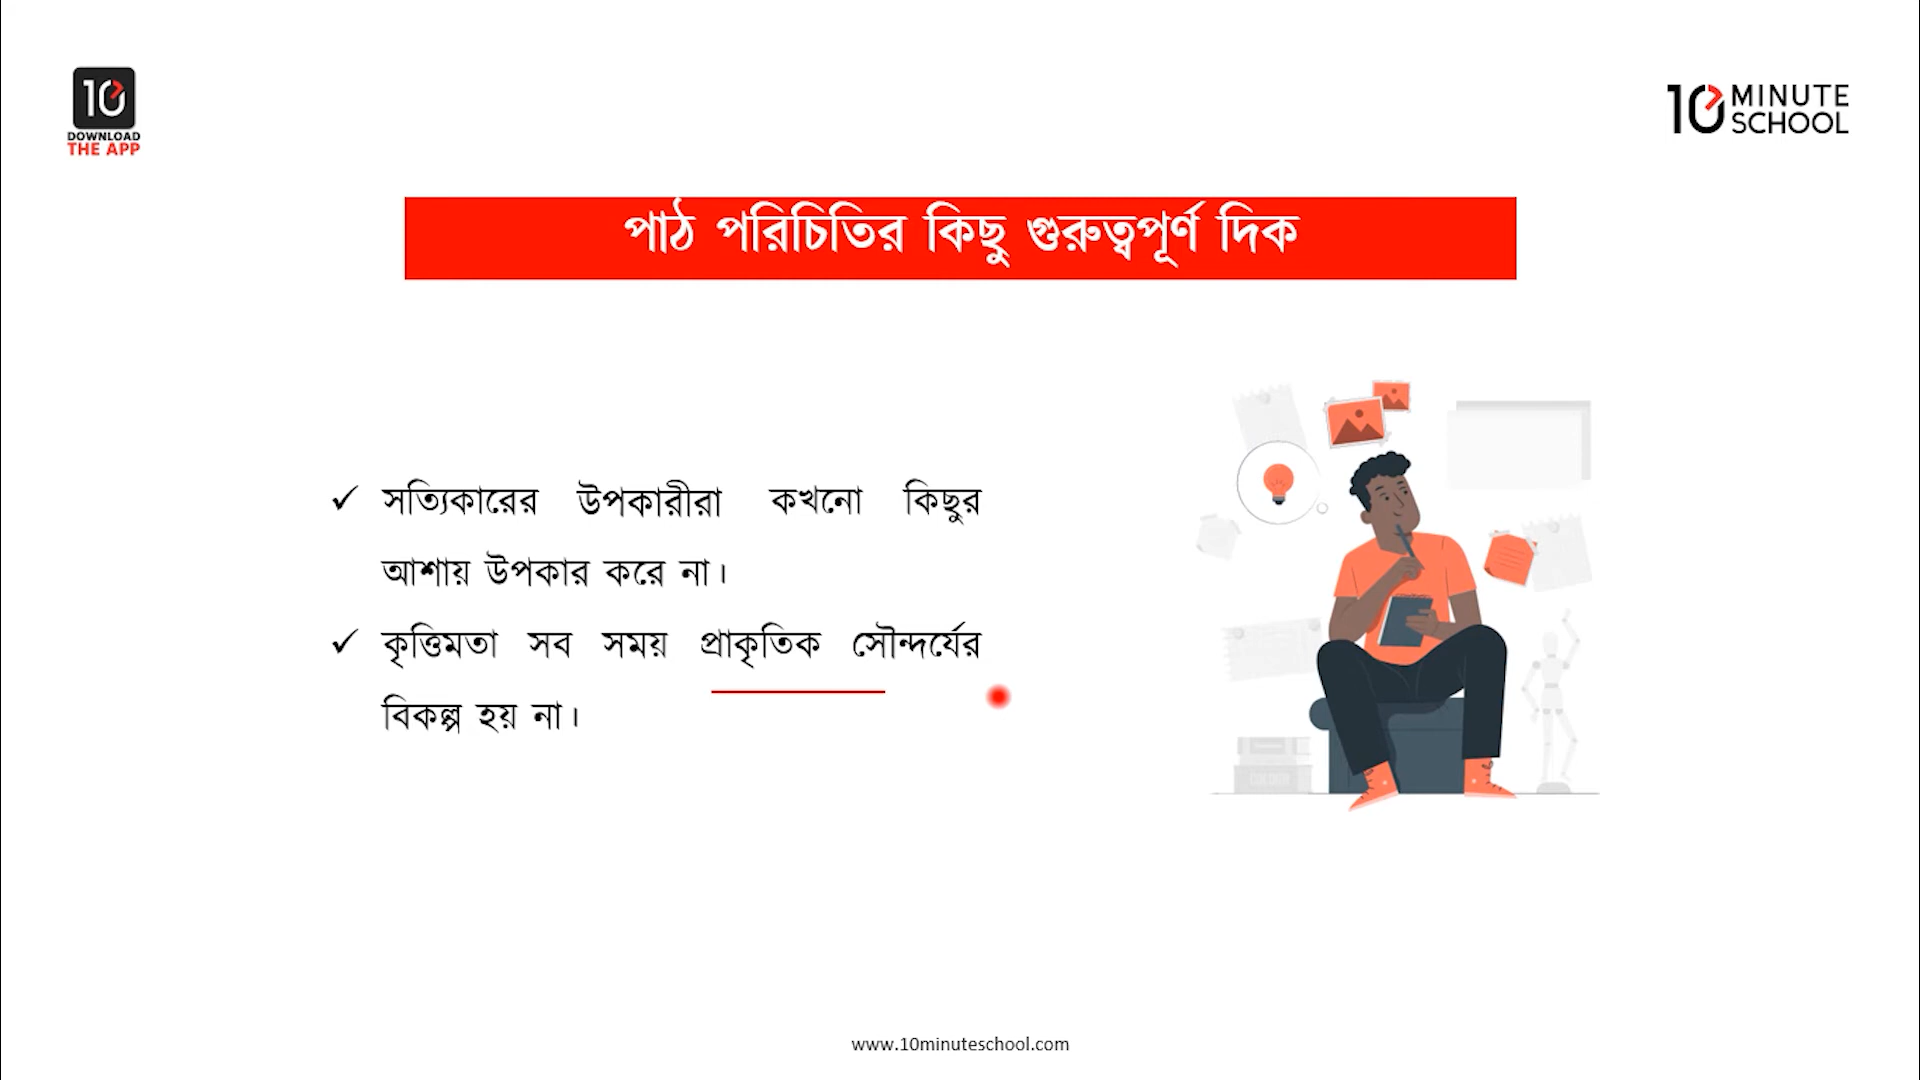 10
DOWNLOAD
THE APP
10 MINUTE
SCHOOL
পাঠ পরিচিতির কিছু গুরুত্বপূর্ণ দিক
✓ সত্যিকারের উপকারীরা কখনো কিছুর
আশায় উপকার করে না।
✓ কৃত্তিমতা সব সময় প্রাকৃতিক সৌন্দর্যের
বিকল্প হয় না।
www.10minuteschool.com